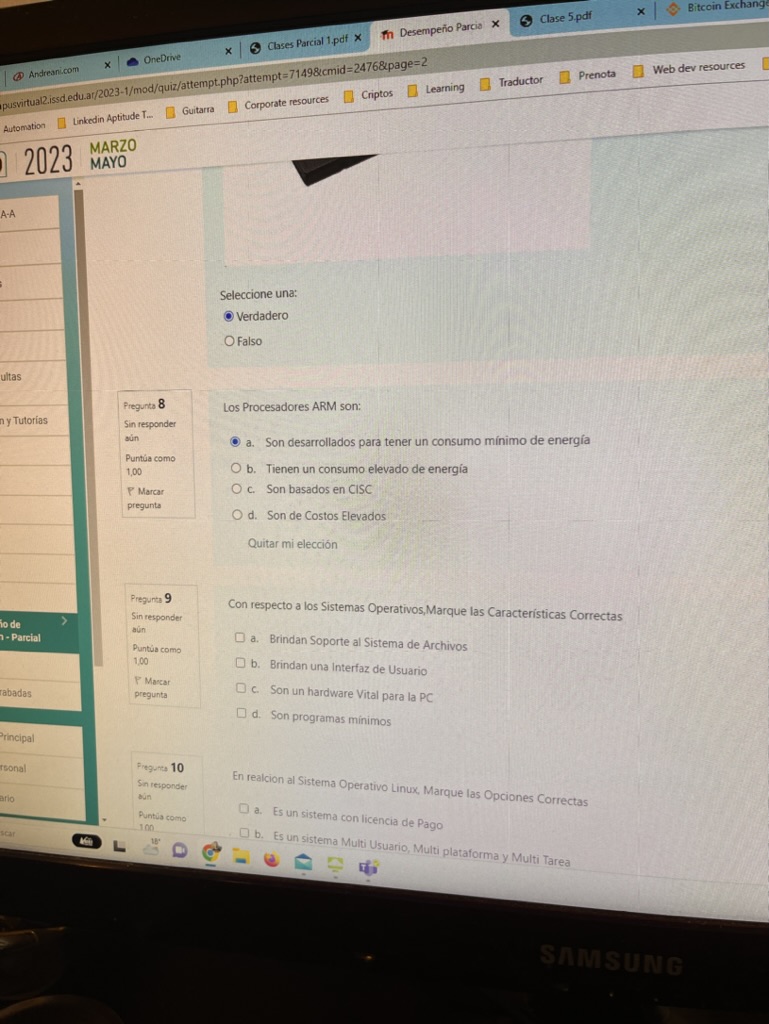 Andreani.com
OneDrive
Clases Parcial 1.pdf
Desempeño Parcia
Clase 5.pdf
Bitcoin Exchang
pusvirtual2.issd.edu.ar/2023-1/mod/quiz/attempt.php?attempt=7149&cmid=2476&page=2
Automation
Linkedin Aptitude T...
Guitarra
Corporate resources
Criptos
Learning
Traductor
Prenota
Web dev resources
2023 MARZO
MAYO
A-A
Seleccione una:
Verdadero
Falso
ultas
n y Tutorías
Pregunta 8
Sin responder
aún
Puntúa como
1,00
Marcar
pregunta
Los Procesadores ARM son:
a. Son desarrollados para tener un consumo mínimo de energía
b. Tienen un consumo elevado de energía
c. Son basados en CISC
d. Son de Costos Elevados
Quitar mi elección
ño de
n - Parcial
rabadas
Principal
rsonal
ario
scar
Pregunta 9
Sin responder
aún
Puntúa como
1,00
Marcar
pregunta
Con respecto a los Sistemas Operativos,Marque las Características Correctas
a. Brindan Soporte al Sistema de Archivos
b. Brindan una Interfaz de Usuario
c. Son un hardware Vital para la PC
d. Son programas mínimos
Pregunta 10
Sin responder
aún
Puntúa como
1,00
En realcion al Sistema Operativo Linux, Marque las Opciones Correctas
a. Es un sistema con licencia de Pago
b. Es un sistema Multi Usuario, Multi plataforma y Multi Tarea
18°
SAMSUNG